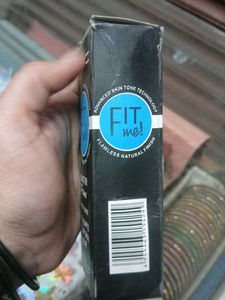 ADVANCED SKIN TONE TECHNOLOGY
FIT
me!
FLAWLESS NATURAL FINISH